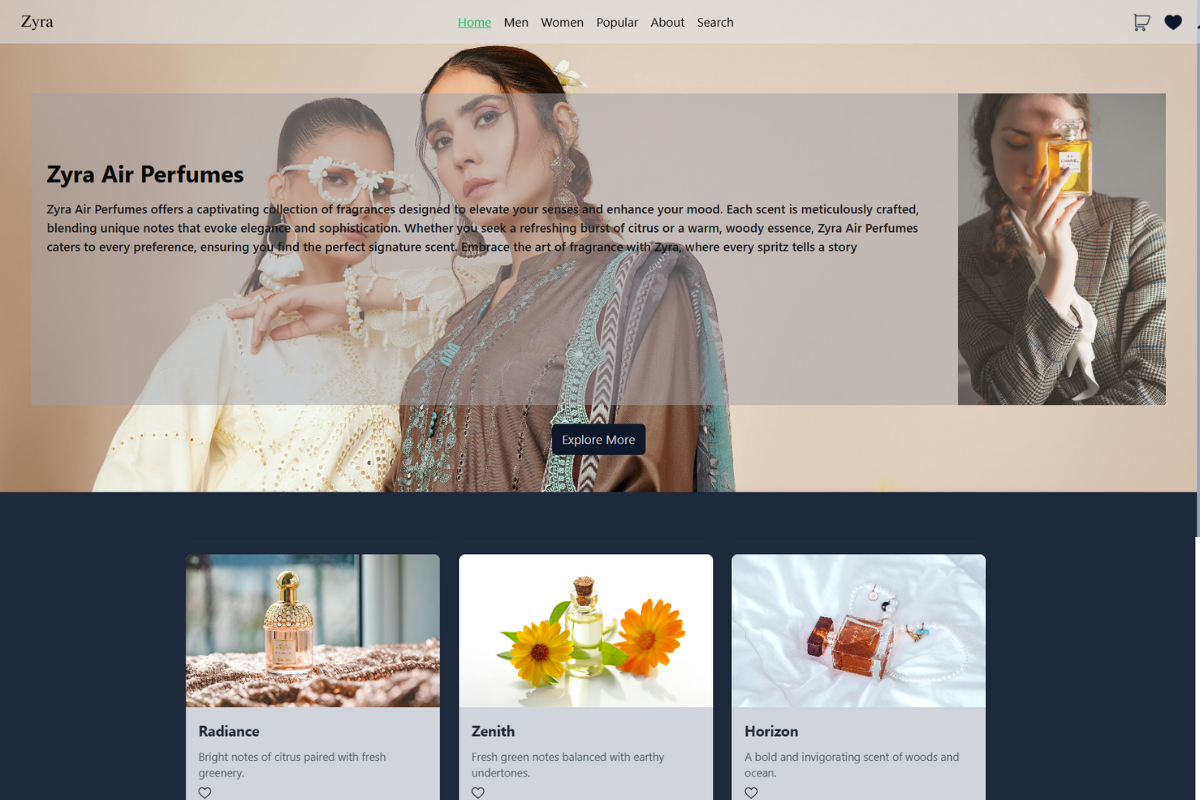 Zyra
Home Men Women Popular About Search
Zyra Air Perfumes
Zyra Air Perfumes offers a captivating collection of fragrances designed to elevate your senses and enhance your mood. Each scent is meticulously crafted,
blending unique notes that evoke elegance and sophistication. Whether you seek a refreshing burst of citrus or a warm, woody essence, Zyra Air Perfumes
caters to every preference, ensuring you find the perfect signature scent. Embrace the art of fragrance with Zyra, where every spritz tells a story
Explore More
Radiance
Bright notes of citrus paired with fresh
greenery.
Zenith
Fresh green notes balanced with earthy
undertones.
Horizon
A bold and invigorating scent of woods and
ocean.